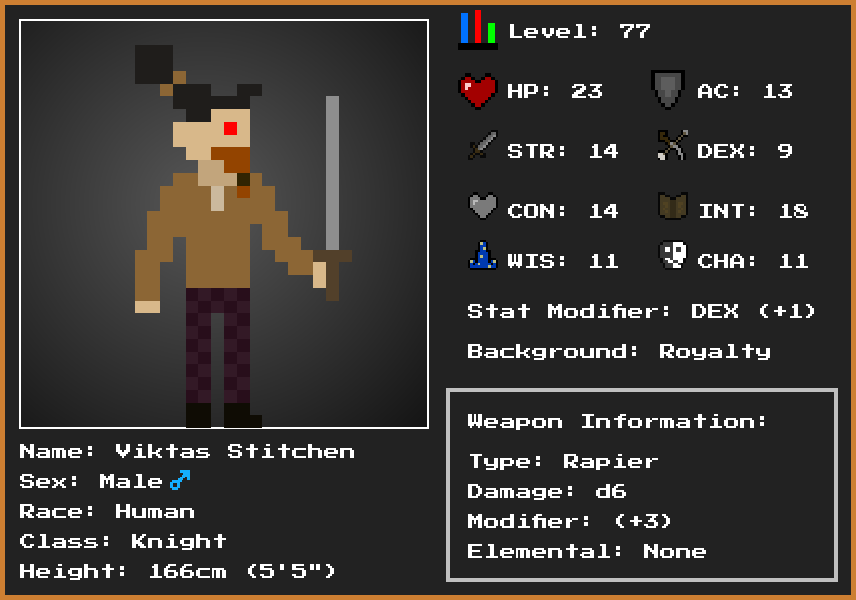 Level: 77
HP: 23
AC: 13
STR: 14
DEX: 9
CON: 14
INT: 18
WIS: 11
CHA: 11
Stat Modifier: DEX (+1)
Background: Royalty
Weapon Information:
Type: Rapier
Damage: d6
Modifier: (+3)
Elemental: None
Name: Viktas Stitchen
Sex: Male♂
Race: Human
Class: Knight
Height: 166cm (5'5")